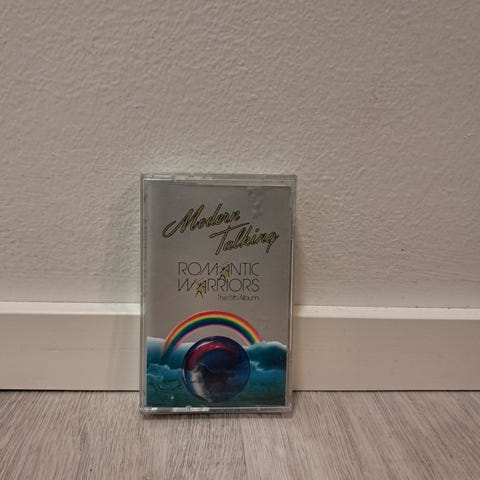 Modern
Talking
ROMANTIC
WARRIORS
The 5th Album